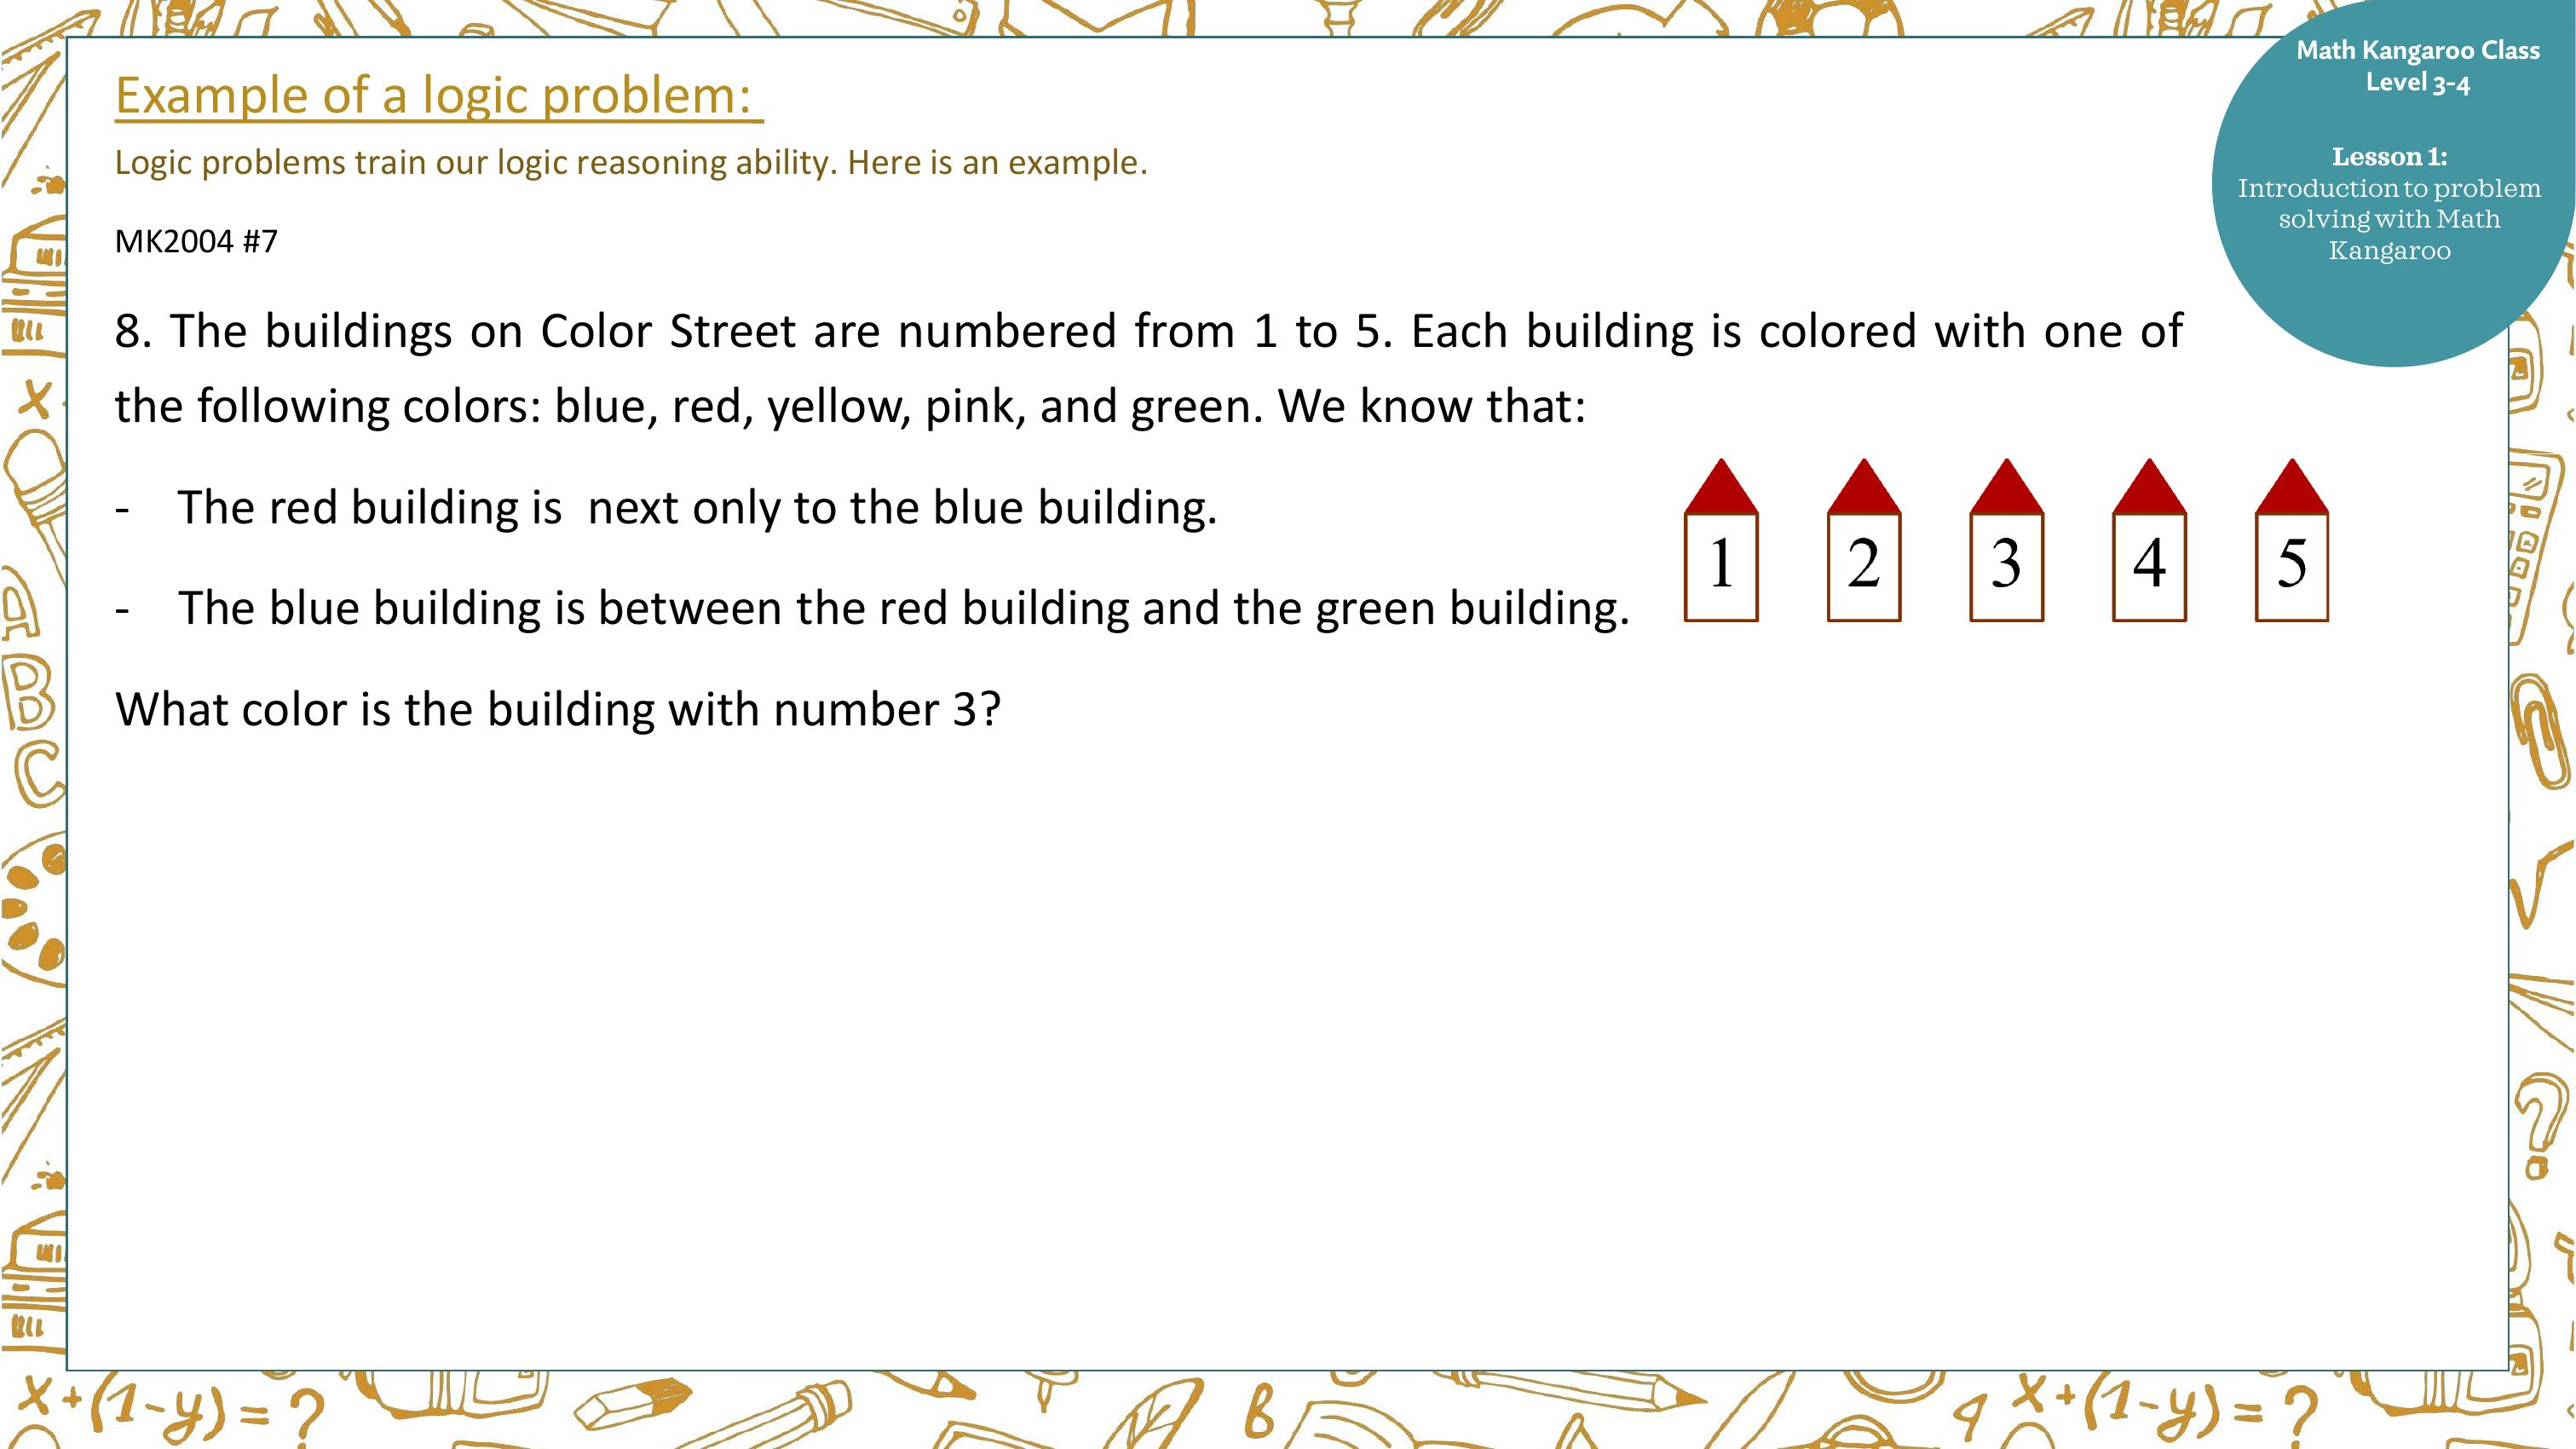 Math Kangaroo Class
Level 3-4
Lesson 1:
Introduction to problem
solving with Math
Kangaroo
Example of a logic problem:
Logic problems train our logic reasoning ability. Here is an example.
MK2004 #7
8. The buildings on Color Street are numbered from 1 to 5. Each building is colored with one of
the following colors: blue, red, yellow, pink, and green. We know that:
- The red building is  next only to the blue building.
- The blue building is between the red building and the green building.
1 2 3 4 5
What color is the building with number 3?
x
A
B
C
x+(1-y)=?
B
9
x+(1-y)=?
?